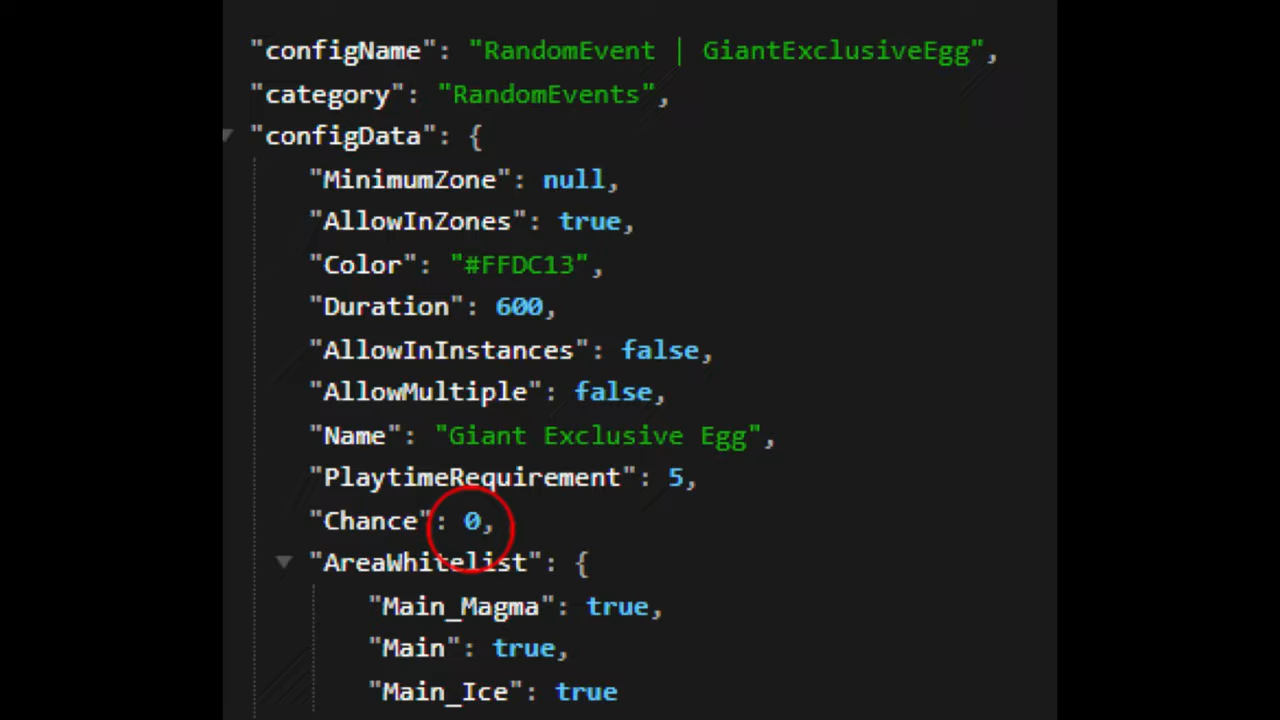 "configName": "RandomEvent | GiantExclusiveEgg",
"category": "RandomEvents",
"configData": {
"MinimumZone": null,
"AllowInZones": true,
"Color": "#FFDC13",
"Duration": 600,
"AllowInInstances": false,
"AllowMultiple": false,
"Name": "Giant Exclusive Egg",
"PlaytimeRequirement": 5,
"Chance": 0,
"AreaWhitelist": {
"Main_Magma": true,
"Main": true,
"Main_Ice": true